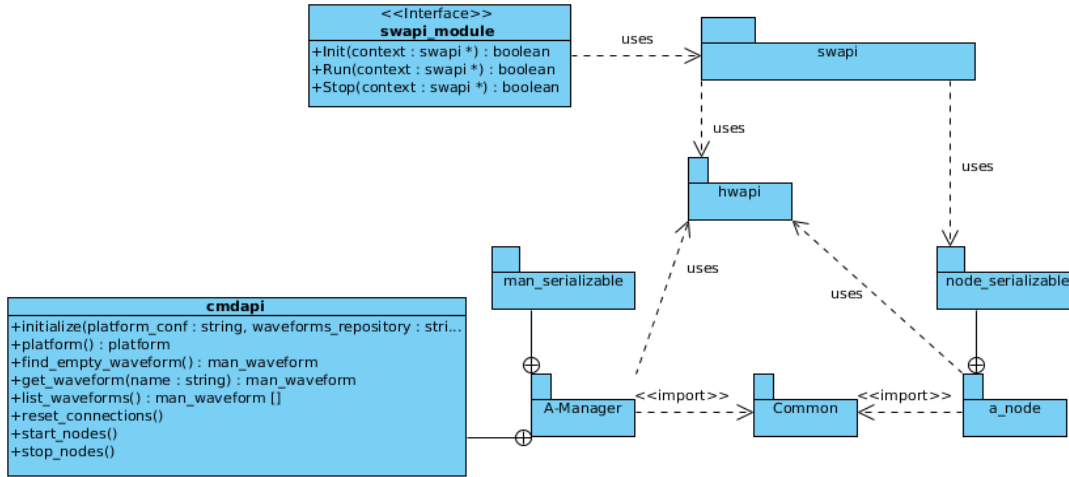 <<Interface>>
swapi_module
+Init(context : swapi *) : boolean
+Run(context : swapi *) : boolean
+Stop(context : swapi *) : boolean
uses
swapi
uses
uses
hwapi
man_serializable
node_serializable
uses
uses
cmdapi
+initialize(platform_conf : string, waveforms_repository : stri...
+platform() : platform
+find_empty_waveform() : man_waveform
+get_waveform(name : string) : man_waveform
+list_waveforms() : man_waveform []
+reset_connections()
+start_nodes()
+stop_nodes()
A-Manager
<<import>>
Common
<<import>>
a_node